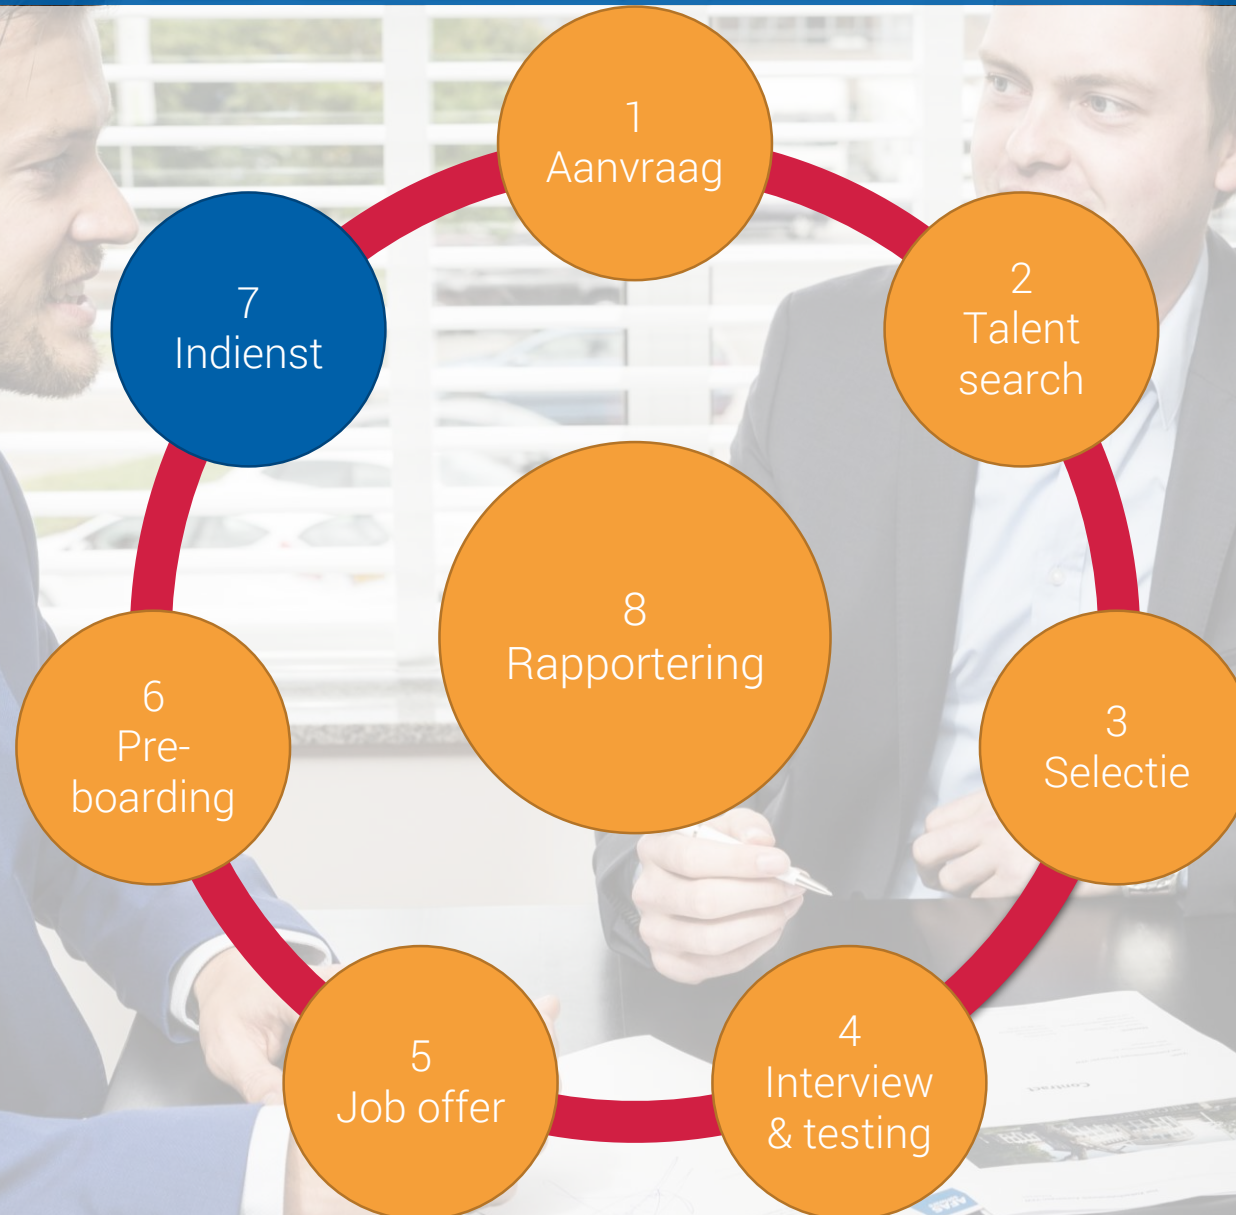 1
Aanvraag
2
Talent
search
3
Selectie
4
Interview
& testing
5
Job offer
6
Pre-
boarding
7
Indienst
8
Rapportering
Contract